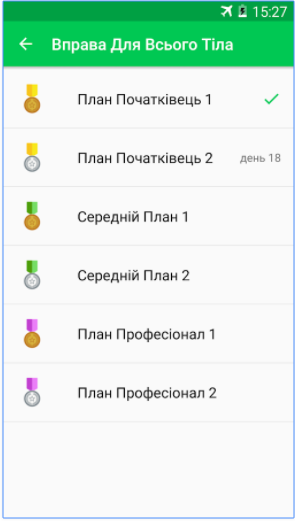 15:27
Вправа Для Всього Тіла
План Початківець 1
План Початківець 2 день 18
Середній План 1
Середній План 2
План Професіонал 1
План Професіонал 2